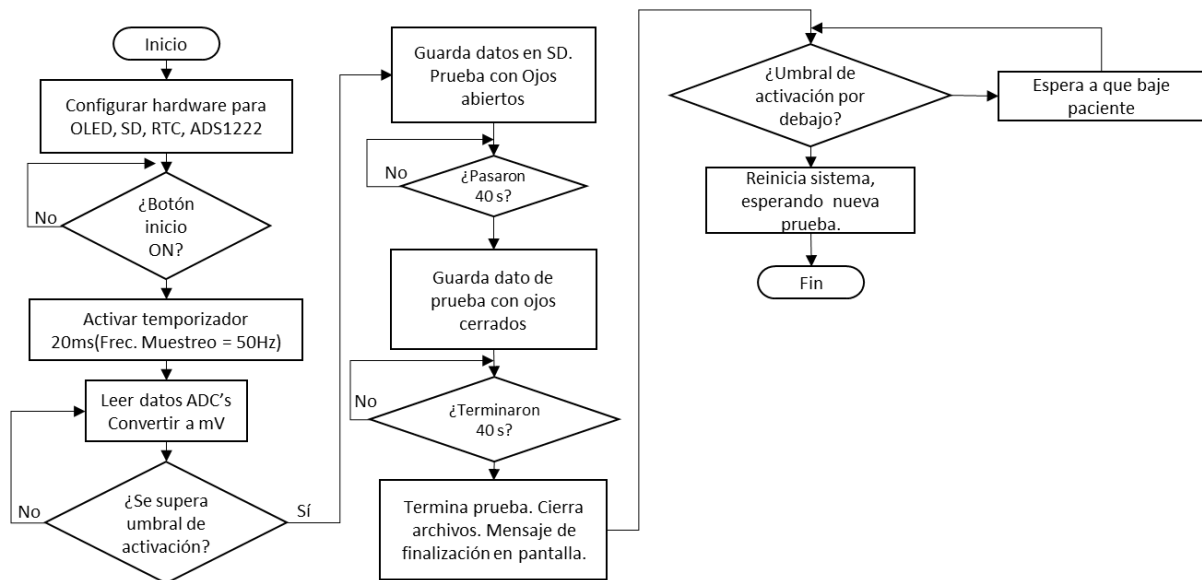 Inicio
Configurar hardware para
OLED, SD, RTC, ADS1222
No
¿Botón
inicio
ON?
Activar temporizador
20ms(Frec. Muestreo = 50Hz)
Leer datos ADC’s
Convertir a mV
No
¿Se supera
umbral de
activación?
Sí
Guarda datos en SD.
Prueba con Ojos
abiertos
No
¿Pasaron
40 s?
Guarda dato de
prueba con ojos
cerrados
No
¿Terminaron
40 s?
Termina prueba. Cierra
archivos. Mensaje de
finalización en pantalla.
¿Umbral de
activación por
debajo?
Espera a que baje
paciente
Reinicia sistema,
esperando nueva
prueba.
Fin